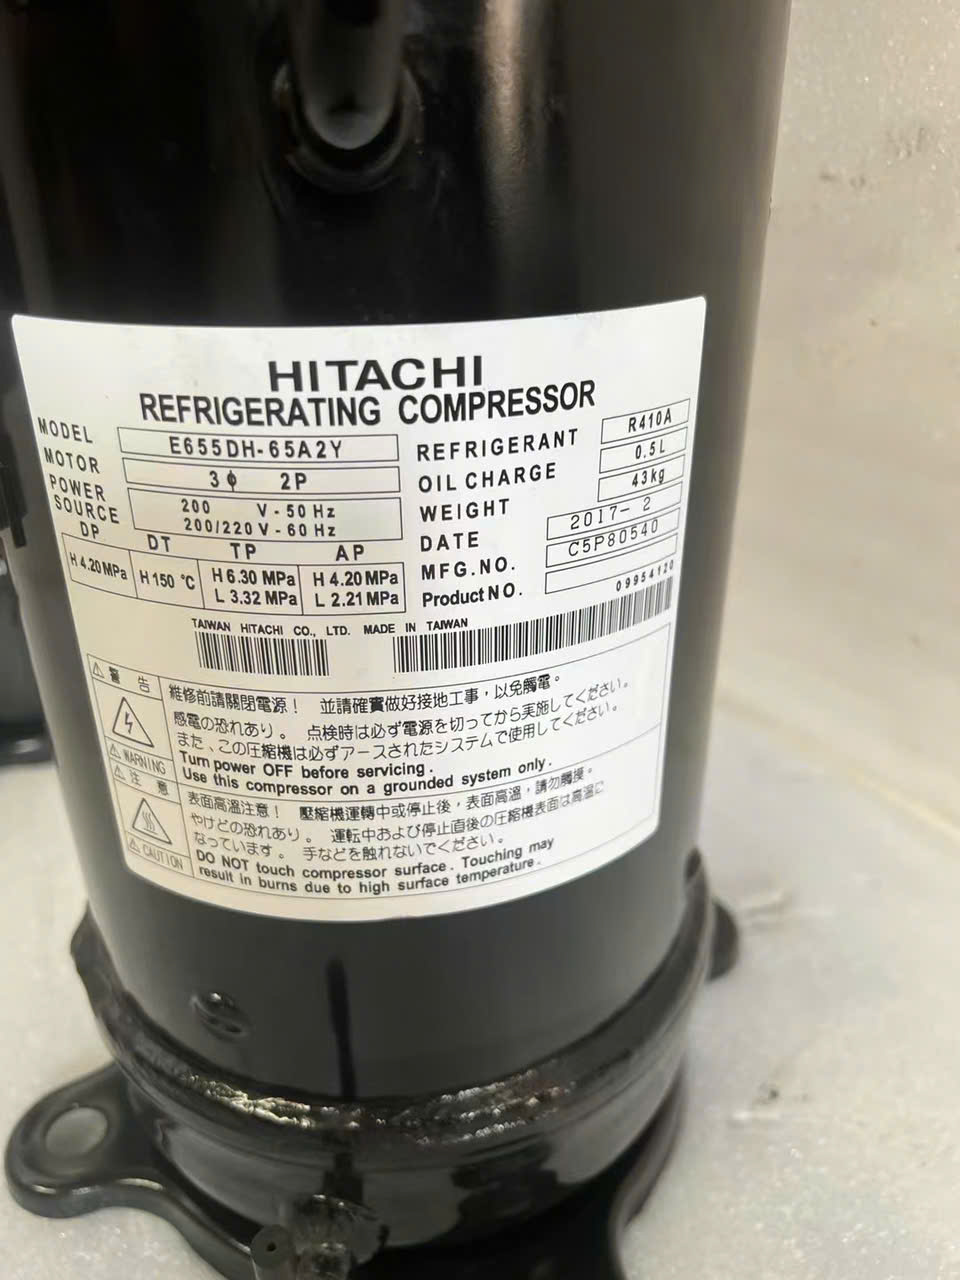 HITACHI
REFRIGERATING COMPRESSOR
MODEL E655DH-65A2Y
MOTOR 3ϕ 2P
POWER SOURCE 200 V-50Hz
200/220V-60Hz
DP DT TP AP
H 4.20MPa H 150 ℃ H 6.30 MPa H 4.20 MPa
L 3.32 MPa L 2.21 MPa
REFRIGERANT R410A
OIL CHARGE 0.5L
WEIGHT 43kg
DATE 2017- 2
MFG.NO. C5P80540
Product NO. 09954120
TAIWAN HITACHI CO., LTD. MADE IN TAIWAN
⚠ 警 告
維修前請關閉電源！ 並請確實做好接地工事，以免觸電。
感電の恐れあり。 点検時は必ず電源を切ってから実施してください。
また、この圧縮機は必ずアースされたシステムで使用してください。
⚠ WARNING
Turn power OFF before servicing.
Use this compressor on a grounded system only.
⚠ 注 意
表面高溫注意！ 壓縮機運轉中或停止後，表面高溫，請勿觸摸。
やけどの恐れあり。 運転中および停止直後の圧縮機表面は高温に
なっています。 手などを触れないでください。
⚠ CAUTION
DO NOT touch compressor surface. Touching may
result in burns due to high surface temperature.